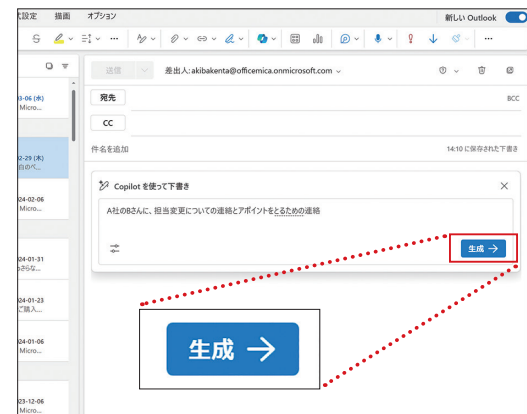 描画 オプション
新しい Outlook
送信 差出人: akibakenta@officemica.onmicrosoft.com
宛先
BCC
CC
件名を追加
14:10 に保存された下書き
Copilot を使って下書き
A社のBさんに、担当変更についての連絡とアポイントをとるための連絡
生成 →
生成 →
3-06 (水)
Micro...
2-29 (木)
24-02-06
Micro...
24-01-31
24-01-23
ご購入...
24-01-06
Micro...
23-12-06
Micro...